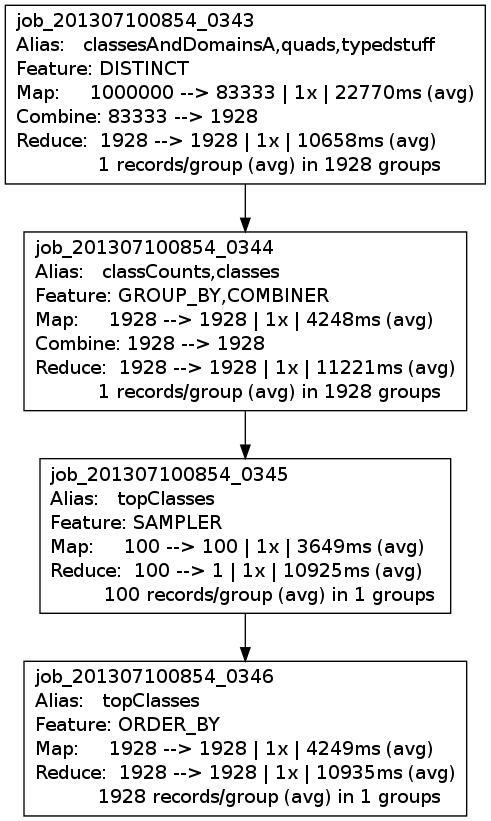 job_201307100854_0343
Alias:   classesAndDomainsA,quads,typedstuff
Feature: DISTINCT
Map:     1000000 --> 83333 | 1x | 22770ms (avg)
Combine: 83333 --> 1928
Reduce:  1928 --> 1928 | 1x | 10658ms (avg)
1 records/group (avg) in 1928 groups
job_201307100854_0344
Alias:   classCounts,classes
Feature: GROUP_BY,COMBINER
Map:     1928 --> 1928 | 1x | 4248ms (avg)
Combine: 1928 --> 1928
Reduce:  1928 --> 1928 | 1x | 11221ms (avg)
1 records/group (avg) in 1928 groups
job_201307100854_0345
Alias:   topClasses
Feature: SAMPLER
Map:     100 --> 100 | 1x | 3649ms (avg)
Reduce:  100 --> 1 | 1x | 10925ms (avg)
100 records/group (avg) in 1 groups
job_201307100854_0346
Alias:   topClasses
Feature: ORDER_BY
Map:     1928 --> 1928 | 1x | 4249ms (avg)
Reduce:  1928 --> 1928 | 1x | 10935ms (avg)
1928 records/group (avg) in 1 groups